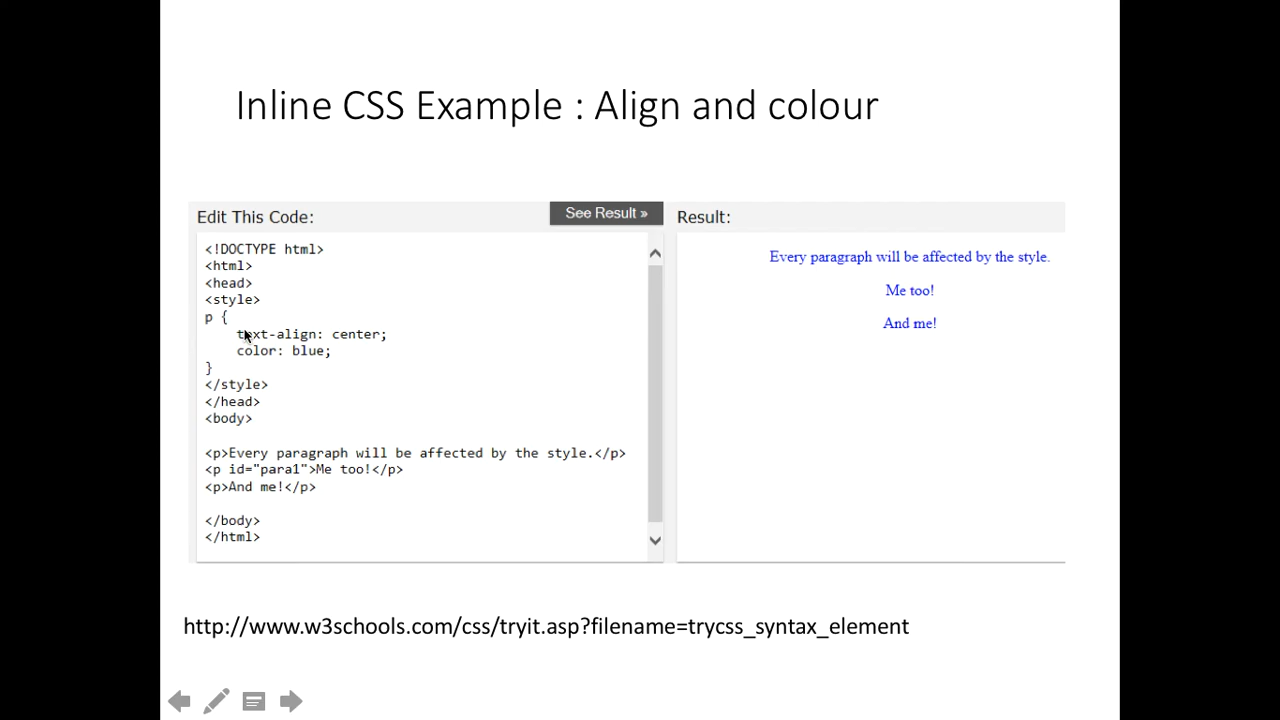 Inline CSS Example : Align and colour
Edit This Code:
See Result »
Result:
<!DOCTYPE html>
<html>
<head>
<style>
p {
    text-align: center;
    color: blue;
}
</style>
</head>
<body>

<p>Every paragraph will be affected by the style.</p>
<p id="para1">Me too!</p>
<p>And me!</p>

</body>
</html>
Every paragraph will be affected by the style.
Me too!
And me!
http://www.w3schools.com/css/tryit.asp?filename=trycss_syntax_element